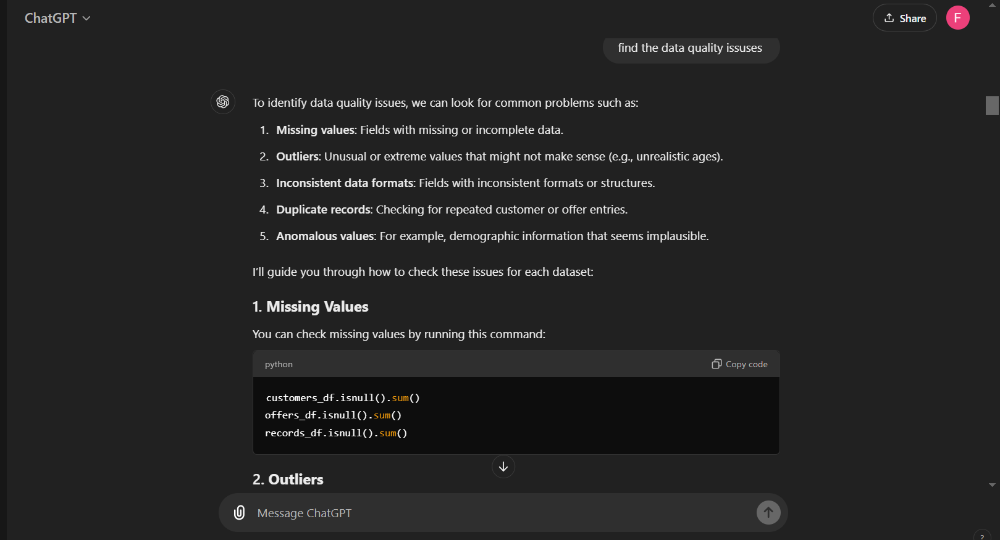 ChatGPT
Share
F
find the data quality issuses
To identify data quality issues, we can look for common problems such as:
1. Missing values: Fields with missing or incomplete data.
2. Outliers: Unusual or extreme values that might not make sense (e.g., unrealistic ages).
3. Inconsistent data formats: Fields with inconsistent formats or structures.
4. Duplicate records: Checking for repeated customer or offer entries.
5. Anomalous values: For example, demographic information that seems implausible.
I'll guide you through how to check these issues for each dataset:
1. Missing Values
You can check missing values by running this command:
python
Copy code
customers_df.isnull().sum()
offers_df.isnull().sum()
records_df.isnull().sum()
2. Outliers
Message ChatGPT
?